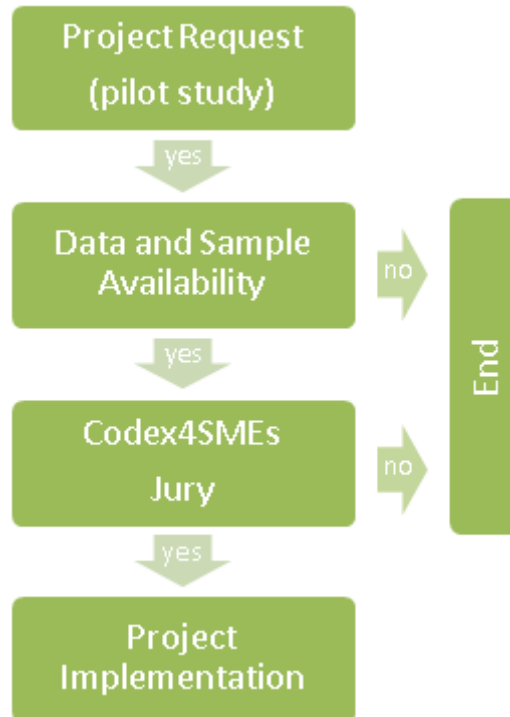 Project Request
(pilot study)
yes
Data and Sample
Availability
no
yes
Codex4SMEs
Jury
no
yes
Project
Implementation
End